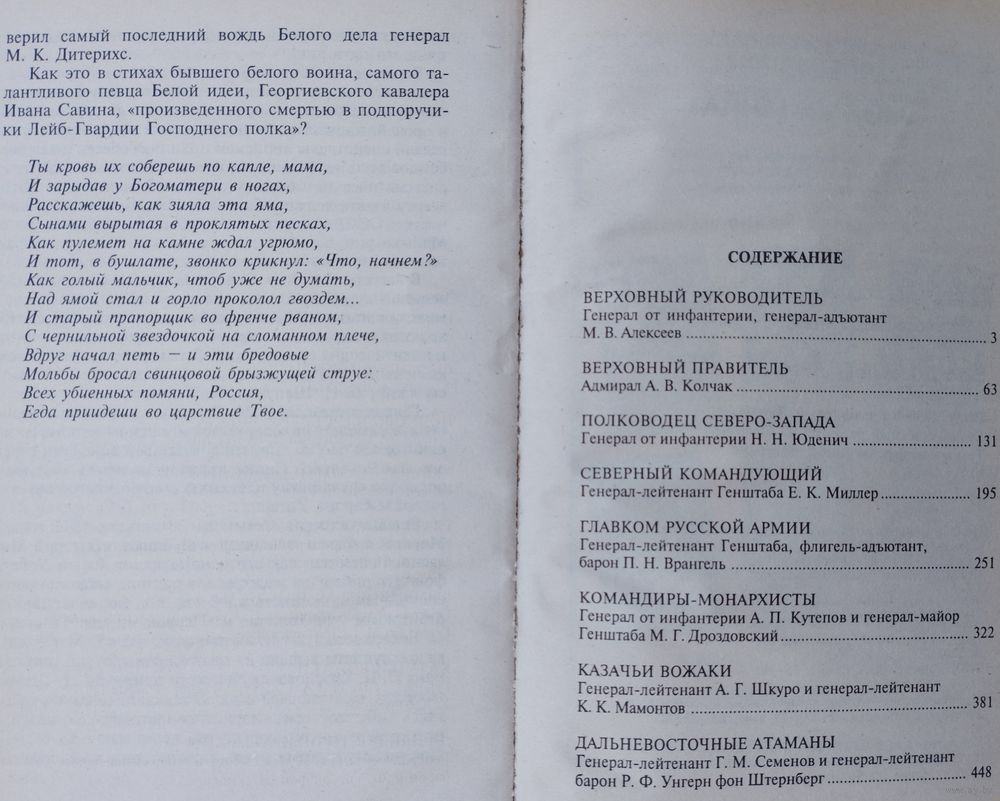 верил самый последний вождь Белого дела генерал
М. К. Дитерихс.
Как это в стихах бывшего белого воина, самого та-
лантливого певца Белой идеи, Георгиевского кавалера
Ивана Савина, «произведенного смертью в подпоручи-
ки Лейб-Гвардии Господнего полка»?
Ты кровь их соберешь по капле, мама,
И зарыдав у Богоматери в ногах,
Расскажешь, как зияла эта яма,
Сынами вырытая в проклятых песках,
Как пулемет на камне ждал угрюмо,
И тот, в бушлате, звонко крикнул: «Что, начнем?»
Как голый мальчик, чтоб уже не думать,
Над ямой стал и горло проколол гвоздем...
И старый прапорщик во френче рваном,
С чернильной звездочкой на сломанном плече,
Вдруг начал петь — и эти бредовые
Мольбы бросал свинцовой брызжущей струе:
Всех убиенных помяни, Россия,
Егда приидеши во царствие Твое.
СОДЕРЖАНИЕ
ВЕРХОВНЫЙ РУКОВОДИТЕЛЬ
Генерал от инфантерии, генерал-адъютант
М. В. Алексеев ........ 3
ВЕРХОВНЫЙ ПРАВИТЕЛЬ
Адмирал А. В. Колчак ........ 63
ПОЛКОВОДЕЦ СЕВЕРО-ЗАПАДА
Генерал от инфантерии Н. Н. Юденич ........ 131
СЕВЕРНЫЙ КОМАНДУЮЩИЙ
Генерал-лейтенант Генштаба Е. К. Миллер ........ 195
ГЛАВКОМ РУССКОЙ АРМИИ
Генерал-лейтенант Генштаба, флигель-адъютант,
барон П. Н. Врангель ........ 251
КОМАНДИРЫ-МОНАРХИСТЫ
Генерал от инфантерии А. П. Кутепов и генерал-майор
Генштаба М. Г. Дроздовский ........ 322
КАЗАЧЬИ ВОЖАКИ
Генерал-лейтенант А. Г. Шкуро и генерал-лейтенант
К. К. Мамонтов ........ 381
ДАЛЬНЕВОСТОЧНЫЕ АТАМАНЫ
Генерал-лейтенант Г. М. Семенов и генерал-лейтенант
барон Р. Ф. Унгерн фон Штернберг ........ 448